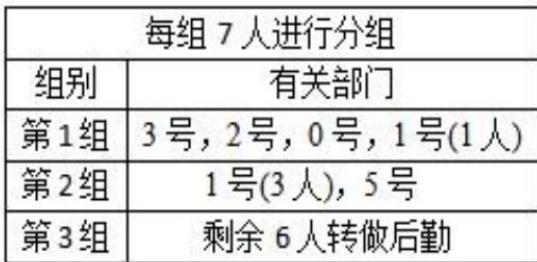 每组 7 人进行分组
组别 有关部门
第 1 组 3 号，2 号，0 号，1 号(1 人)
第 2 组 1 号(3 人)，5 号
第 3 组 剩余 6 人转做后勤